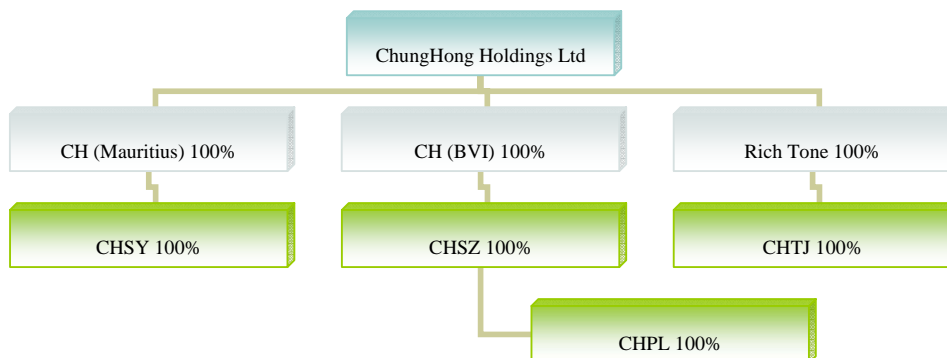 ChungHong Holdings Ltd
CH (Mauritius) 100%
CH (BVI) 100%
Rich Tone 100%
CHSY 100%
CHSZ 100%
CHTJ 100%
CHPL 100%